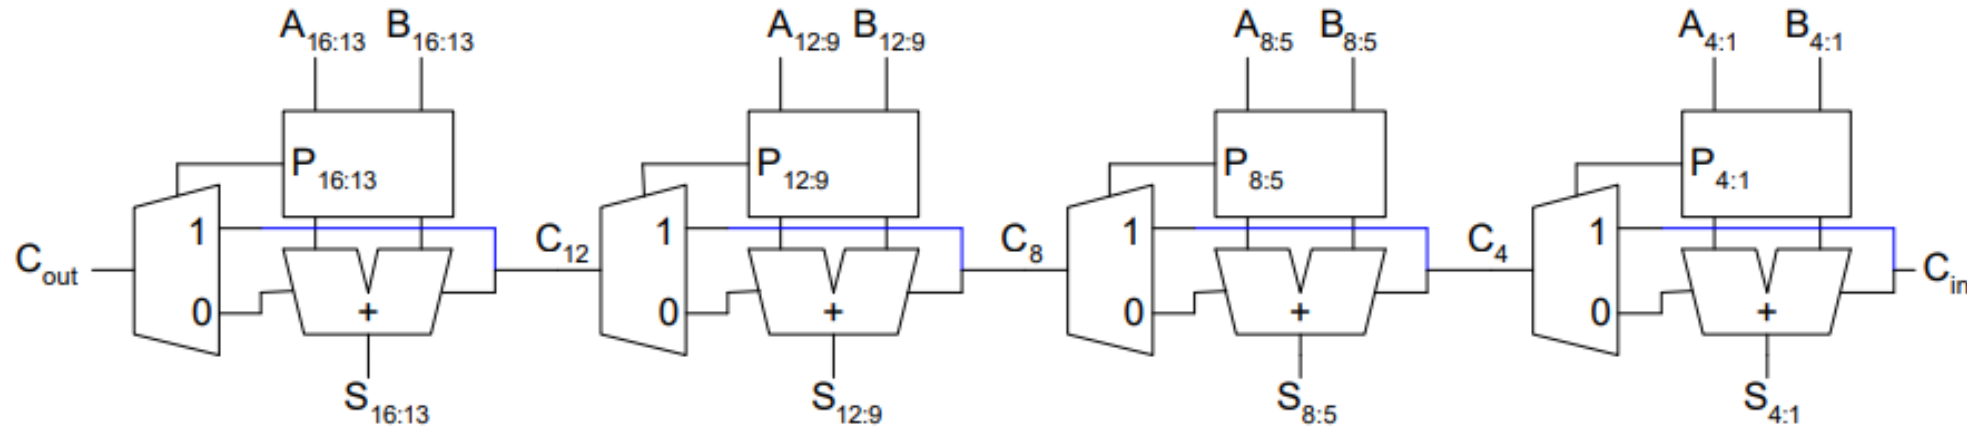 A16:13 B16:13 A12:9 B12:9 A8:5 B8:5 A4:1 B4:1
P16:13 P12:9 P8:5 P4:1
1 1 1 1
Cout C12 C8 C4 Cin
0 + 0 + 0 + 0 +
S16:13 S12:9 S8:5 S4:1